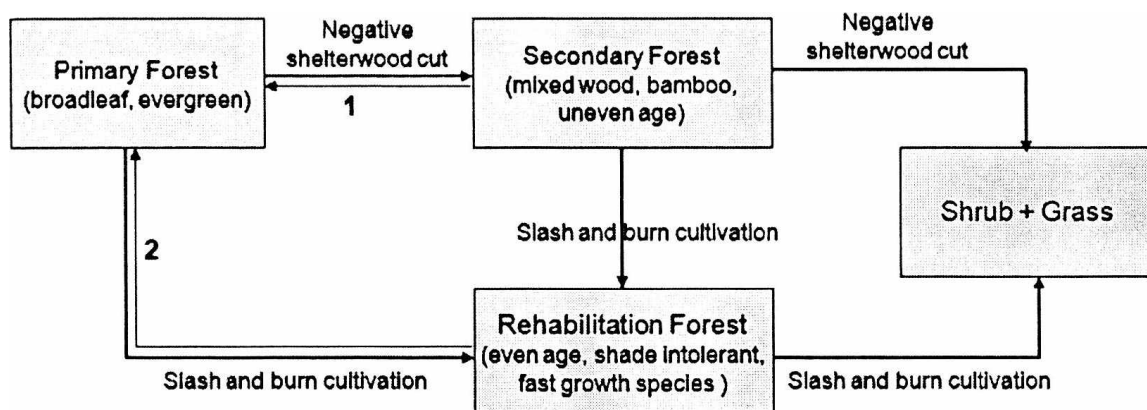 Primary Forest
(broadleaf, evergreen)
Negative
shelterwood cut
1
Secondary Forest
(mixed wood, bamboo,
uneven age)
Negative
shelterwood cut
Shrub + Grass
Slash and burn cultivation
2
Rehabilitation Forest
(even age, shade intolerant,
fast growth species )
Slash and burn cultivation
Slash and burn cultivation